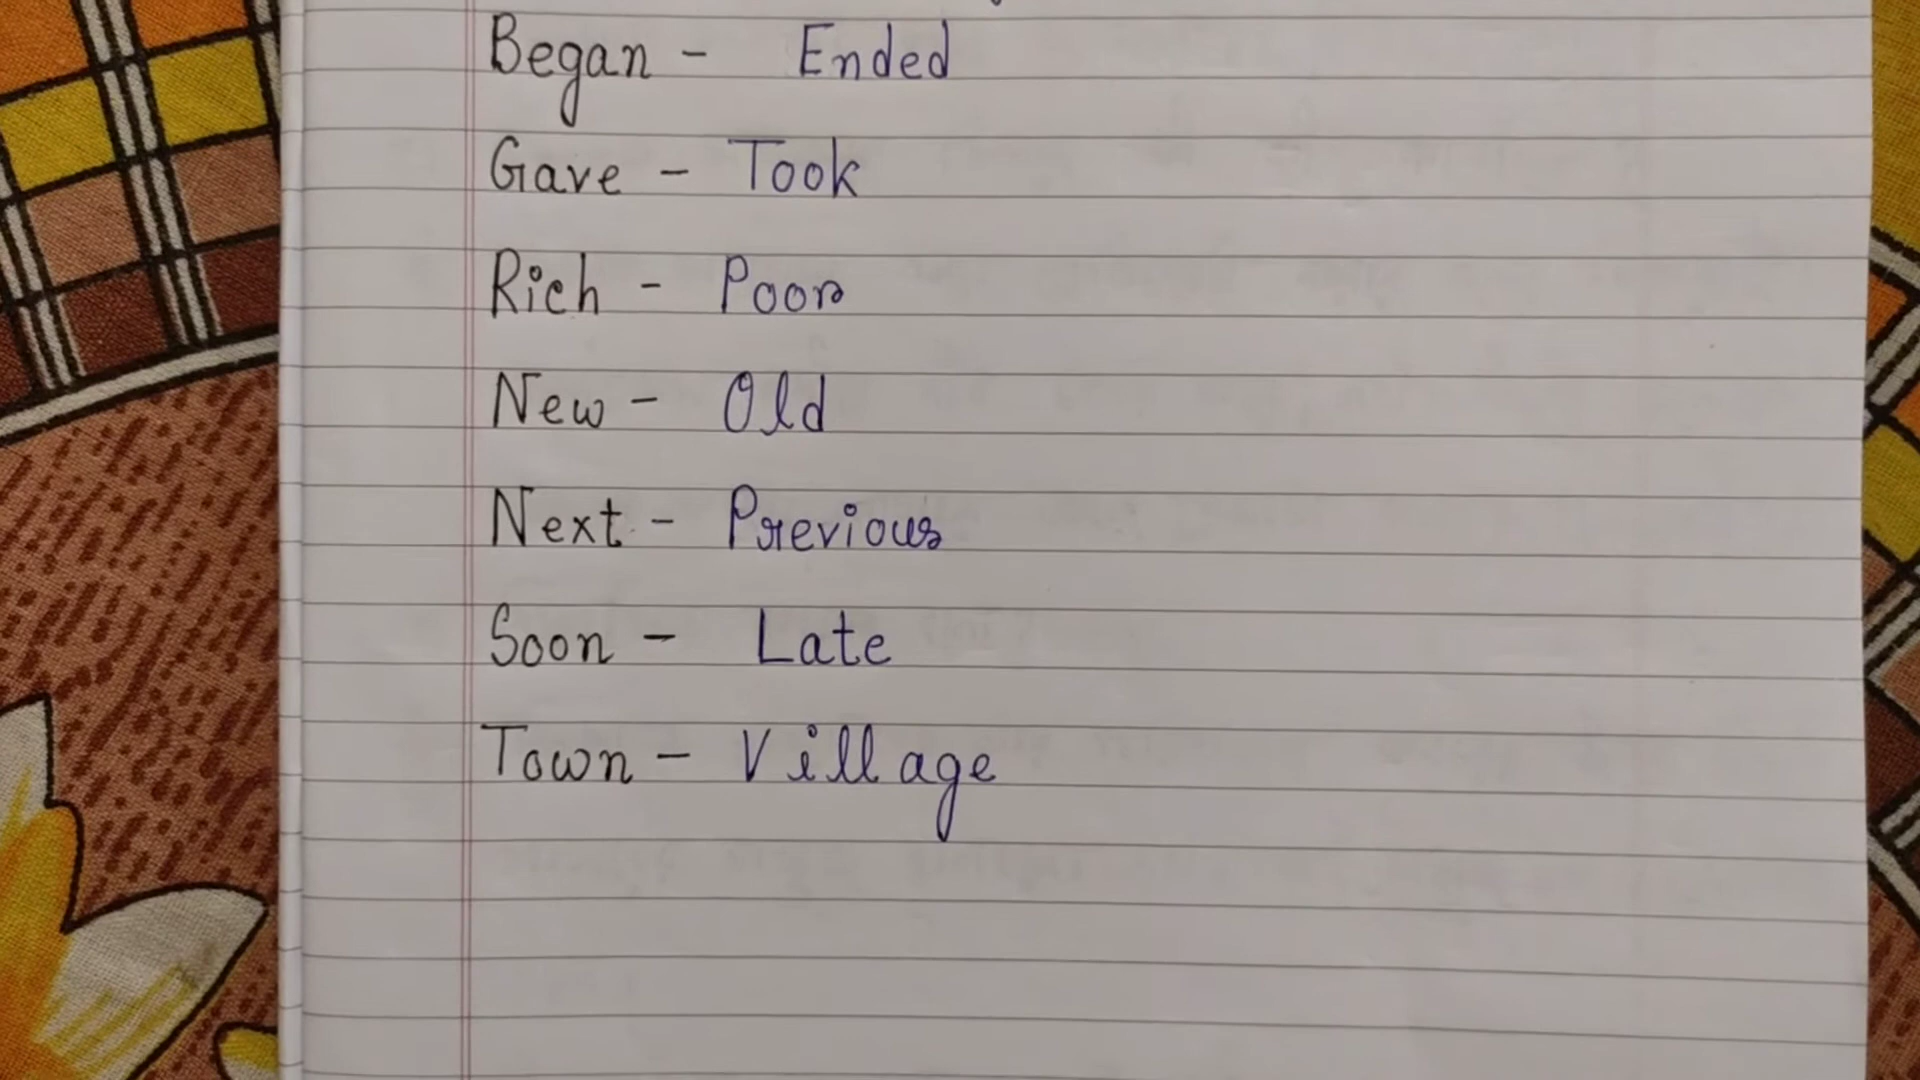 Began - Ended
Gave - Took
Rich - Poor
New - Old
Next - Previous
Soon - Late
Town - Village